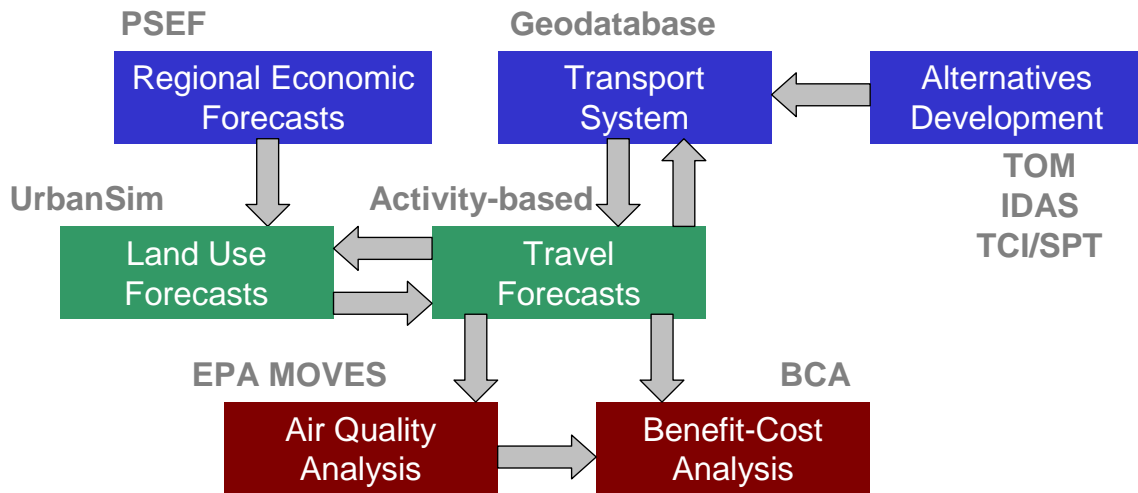 PSEF
Geodatabase
Regional Economic
Forecasts
Transport
System
Alternatives
Development
TOM
IDAS
TCI/SPT
UrbanSim
Activity-based
Land Use
Forecasts
Travel
Forecasts
EPA MOVES
BCA
Air Quality
Analysis
Benefit-Cost
Analysis